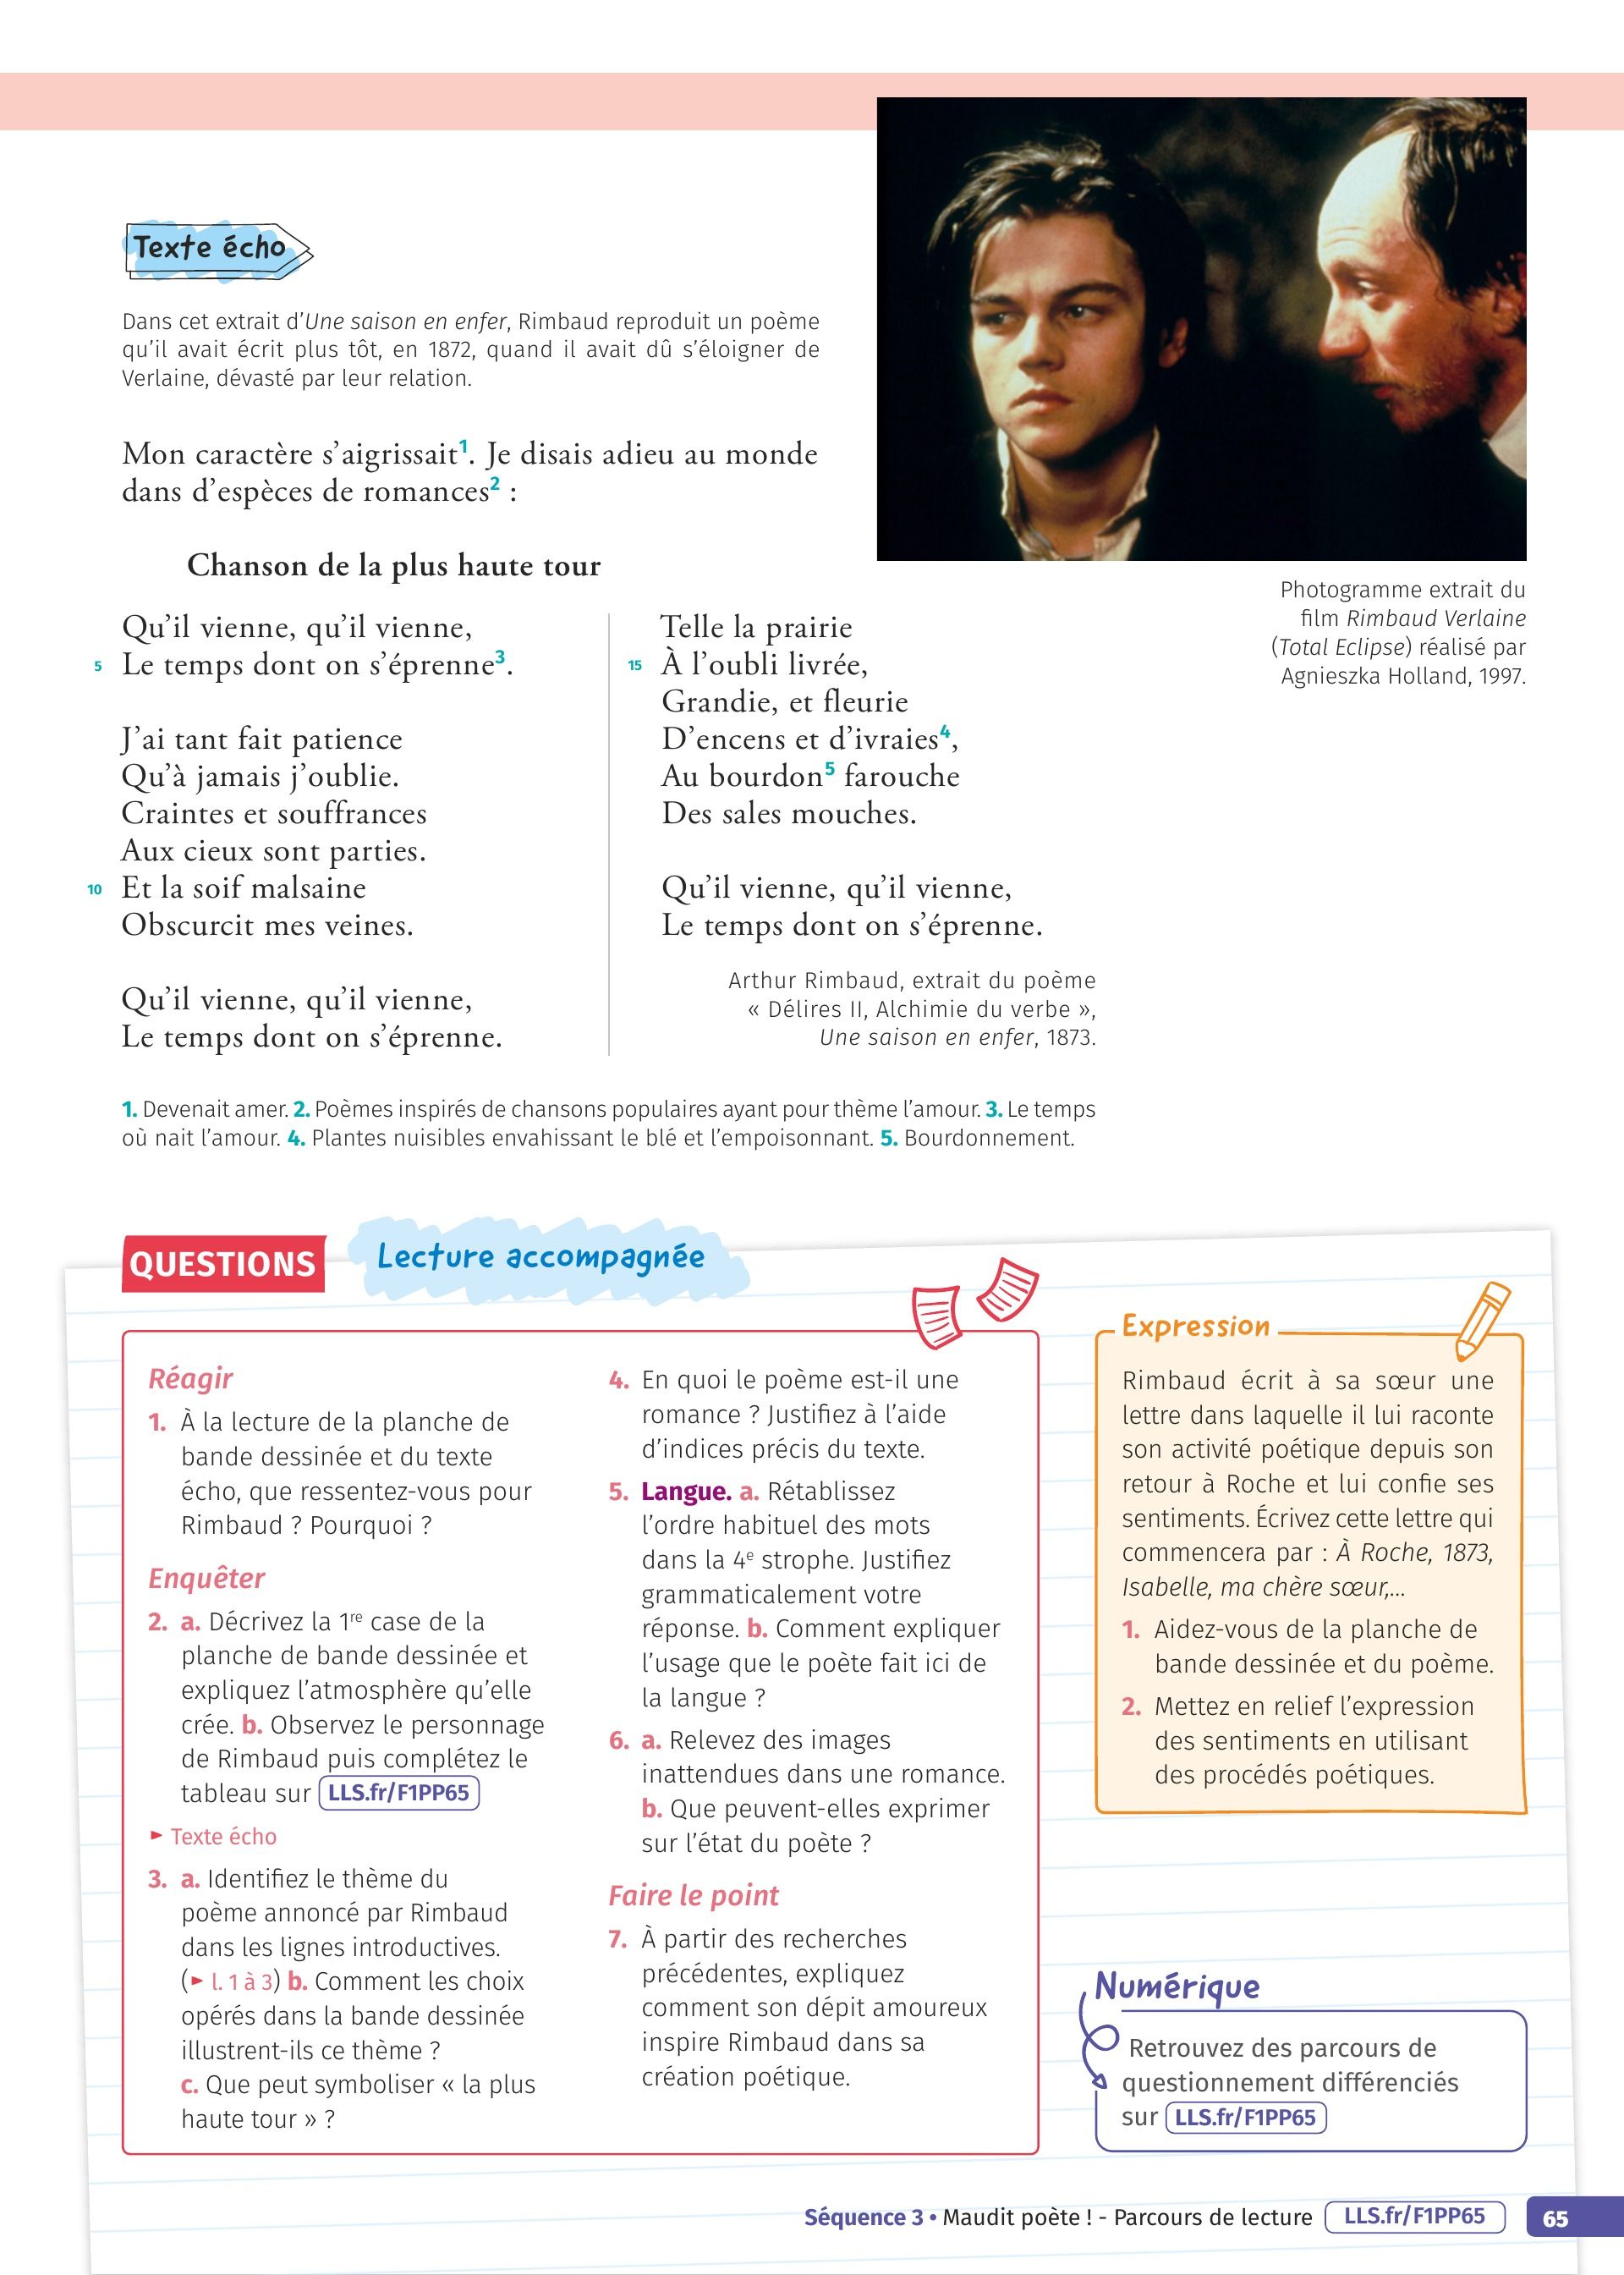 Texte écho
Dans cet extrait d’Une saison en enfer, Rimbaud reproduit un poème
qu’il avait écrit plus tôt, en 1872, quand il avait dû s’éloigner de
Verlaine, dévasté par leur relation.
Mon caractère s’aigrissait1. Je disais adieu au monde
dans d’espèces de romances2 :
Chanson de la plus haute tour
Qu’il vienne, qu’il vienne,
5 Le temps dont on s’éprenne3.
J’ai tant fait patience
Qu’à jamais j’oublie.
Craintes et souffrances
Aux cieux sont parties.
10 Et la soif malsaine
Obscurcit mes veines.
Qu’il vienne, qu’il vienne,
Le temps dont on s’éprenne.
Telle la prairie
15 À l’oubli livrée,
Grandie, et fleurie
D’encens et d’ivraies4,
Au bourdon5 farouche
Des sales mouches.
Qu’il vienne, qu’il vienne,
Le temps dont on s’éprenne.
Arthur Rimbaud, extrait du poème
« Délires II, Alchimie du verbe »,
Une saison en enfer, 1873.
Photogramme extrait du
film Rimbaud Verlaine
(Total Eclipse) réalisé par
Agnieszka Holland, 1997.
1. Devenait amer. 2. Poèmes inspirés de chansons populaires ayant pour thème l’amour. 3. Le temps
où nait l’amour. 4. Plantes nuisibles envahissant le blé et l’empoisonnant. 5. Bourdonnement.
QUESTIONS Lecture accompagnée
Réagir
1. À la lecture de la planche de
bande dessinée et du texte
écho, que ressentez-vous pour
Rimbaud ? Pourquoi ?
Enquêter
2. a. Décrivez la 1re case de la
planche de bande dessinée et
expliquez l’atmosphère qu’elle
crée. b. Observez le personnage
de Rimbaud puis complétez le
tableau sur LLS.fr/F1PP65
► Texte écho
3. a. Identifiez le thème du
poème annoncé par Rimbaud
dans les lignes introductives.
(► l. 1 à 3) b. Comment les choix
opérés dans la bande dessinée
illustrent-ils ce thème ?
c. Que peut symboliser « la plus
haute tour » ?
4. En quoi le poème est-il une
romance ? Justifiez à l’aide
d’indices précis du texte.
5. Langue. a. Rétablissez
l’ordre habituel des mots
dans la 4e strophe. Justifiez
grammaticalement votre
réponse. b. Comment expliquer
l’usage que le poète fait ici de
la langue ?
6. a. Relevez des images
inattendues dans une romance.
b. Que peuvent-elles exprimer
sur l’état du poète ?
Faire le point
7. À partir des recherches
précédentes, expliquez
comment son dépit amoureux
inspire Rimbaud dans sa
création poétique.
Expression
Rimbaud écrit à sa sœur une
lettre dans laquelle il lui raconte
son activité poétique depuis son
retour à Roche et lui confie ses
sentiments. Écrivez cette lettre qui
commencera par : À Roche, 1873,
Isabelle, ma chère sœur,...
1. Aidez-vous de la planche de
bande dessinée et du poème.
2. Mettez en relief l’expression
des sentiments en utilisant
des procédés poétiques.
Numérique
Retrouvez des parcours de
questionnement différenciés
sur LLS.fr/F1PP65
Séquence 3 • Maudit poète ! - Parcours de lecture LLS.fr/F1PP65 65